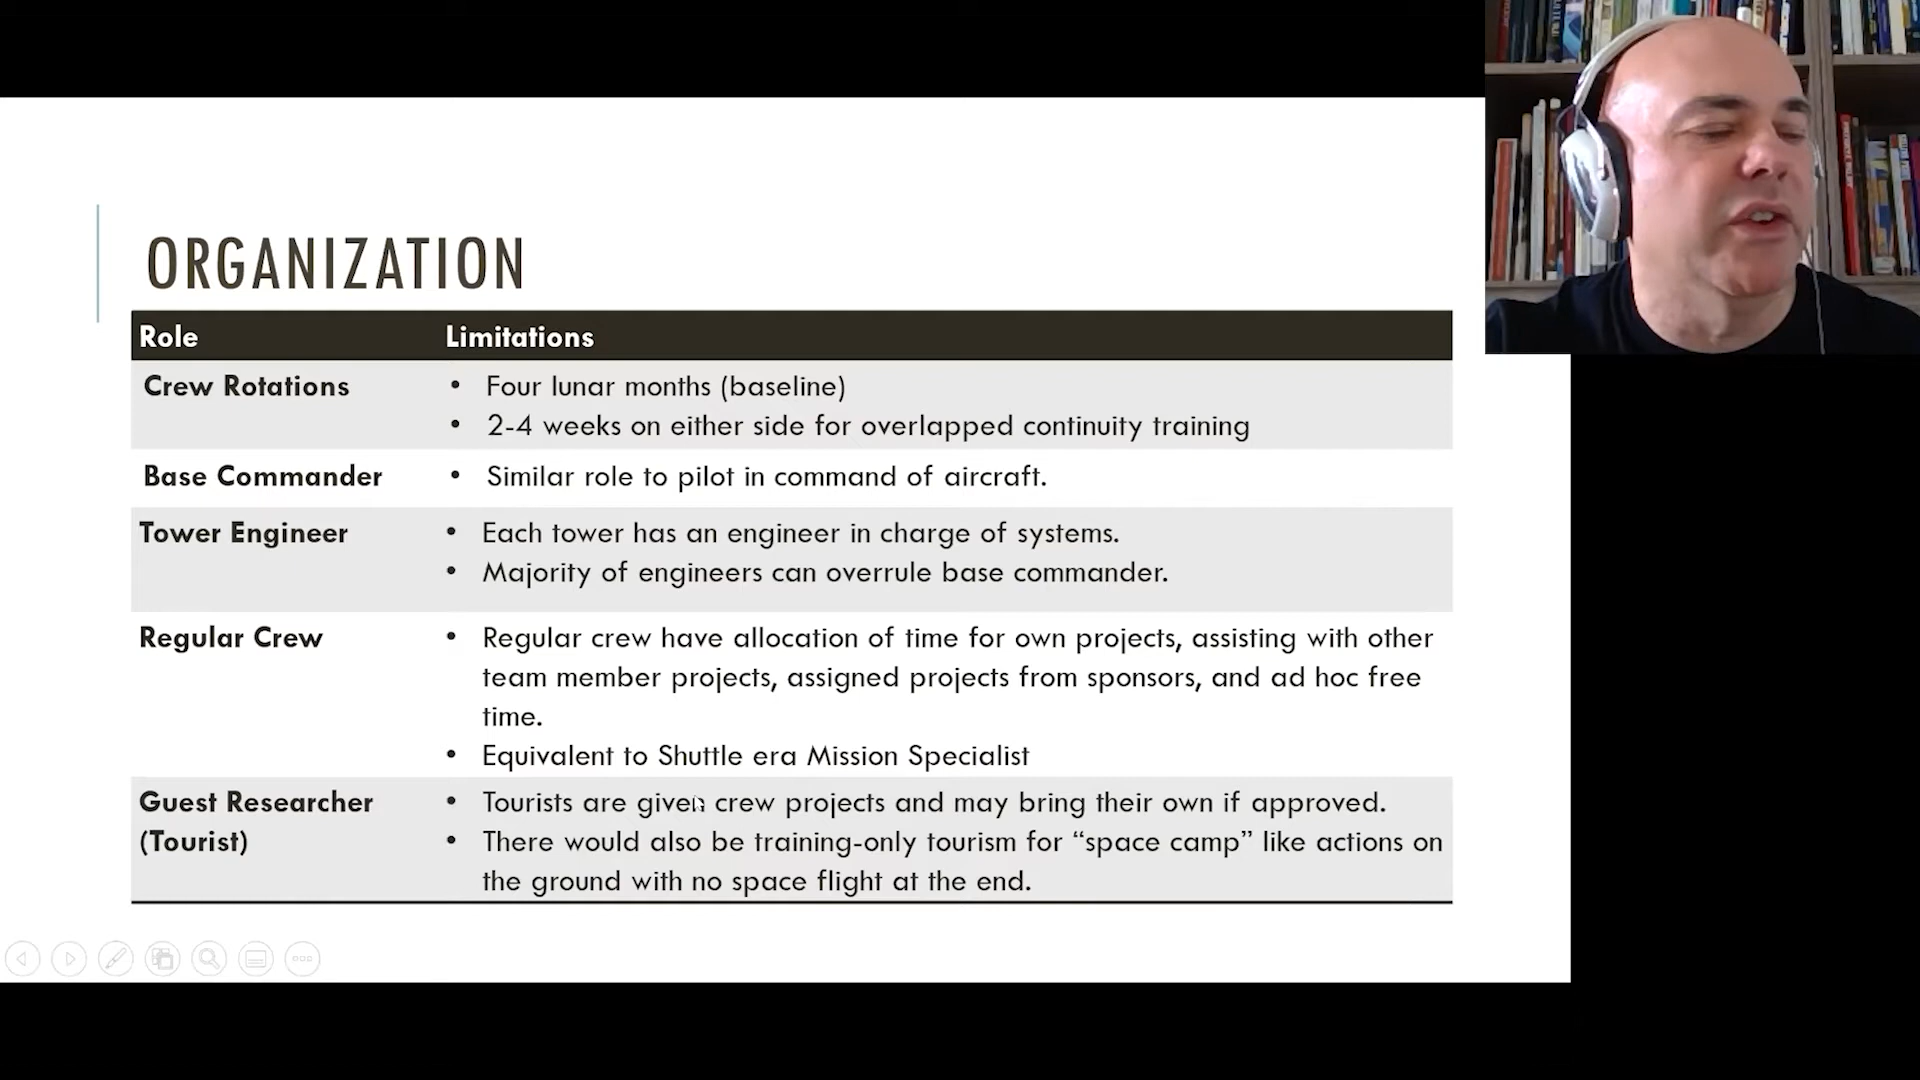 ORGANIZATION
Role Limitations
Crew Rotations • Four lunar months (baseline)
• 2-4 weeks on either side for overlapped continuity training
Base Commander • Similar role to pilot in command of aircraft.
Tower Engineer • Each tower has an engineer in charge of systems.
• Majority of engineers can overrule base commander.
Regular Crew • Regular crew have allocation of time for own projects, assisting with other
team member projects, assigned projects from sponsors, and ad hoc free
time.
• Equivalent to Shuttle era Mission Specialist
Guest Researcher • Tourists are given crew projects and may bring their own if approved.
(Tourist) • There would also be training-only tourism for “space camp” like actions on
the ground with no space flight at the end.